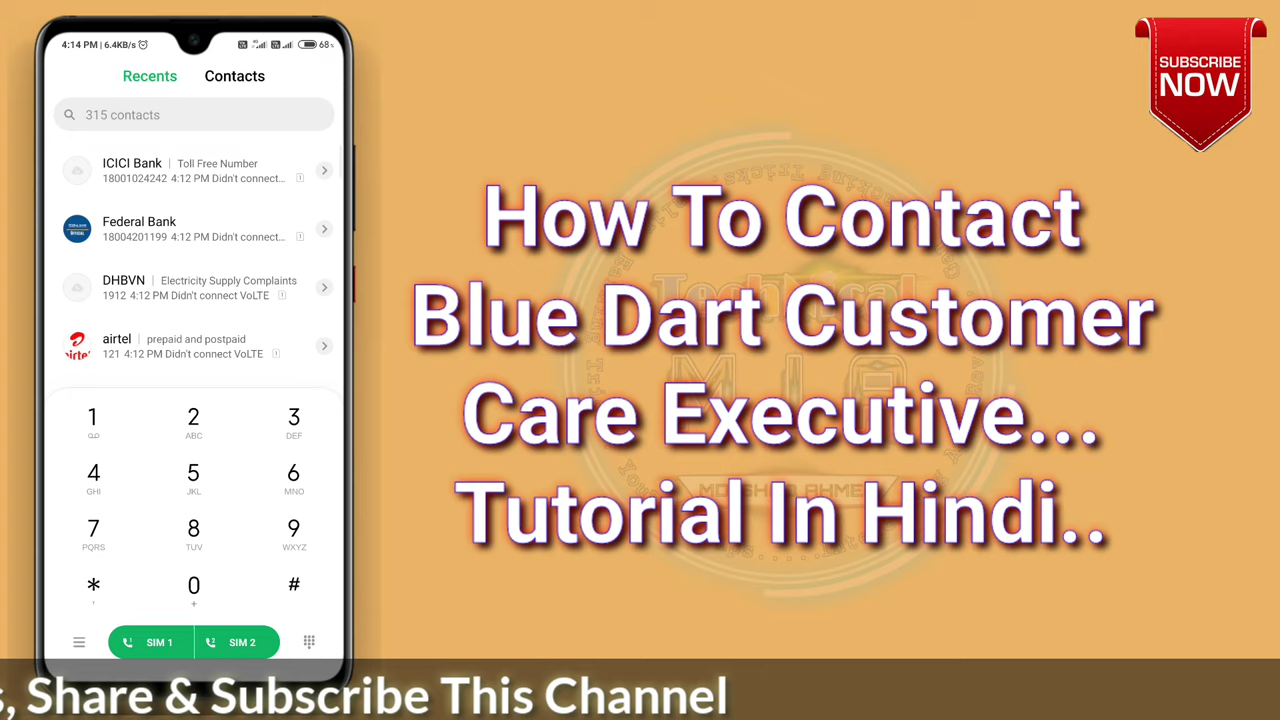 4:14 PM | 6.4KB/s
68
Recents
Contacts
315 contacts
ICICI Bank | Toll Free Number
18001024242 4:12 PM Didn't connect...
Federal Bank
18004201199 4:12 PM Didn't connect...
DHBVN | Electricity Supply Complaints
1912 4:12 PM Didn't connect VoLTE
airtel | prepaid and postpaid
121 4:12 PM Didn't connect VoLTE
airtel
1
2 ABC
3 DEF
4 GHI
5 JKL
6 MNO
7 PQRS
8 TUV
9 WXYZ
* ,
0 +
#
SIM 1
SIM 2
SUBSCRIBE
NOW
How To Contact
Blue Dart Customer
Care Executive...
Tutorial In Hindi..
Technical
MIA
s, Share & Subscribe This Channel